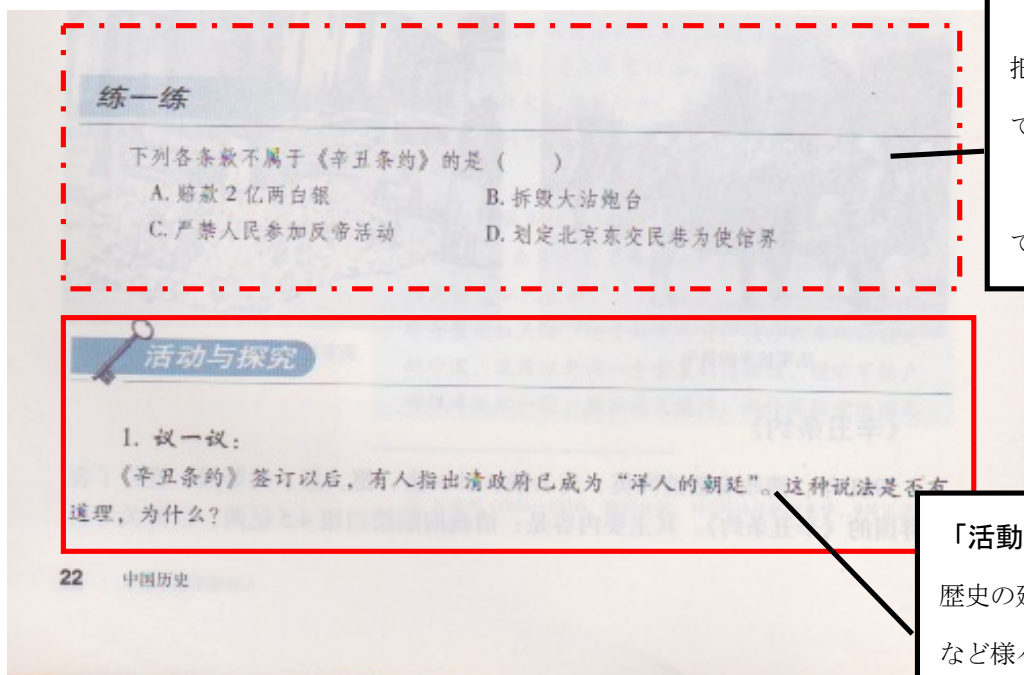 练一练
下列各条款不属于《辛丑条约》的是（　　）
A. 赔款 2 亿两白银
B. 拆毁大沽炮台
C. 严禁人民参加反帝活动
D. 划定北京东交民巷为使馆界
活动与探究
1. 议一议：
《辛丑条约》签订以后，有人指出清政府已成为“洋人的朝廷”。这种说法是否有
道理，为什么？
22 中国历史
把
て
て
「活動
歴史の
など様々